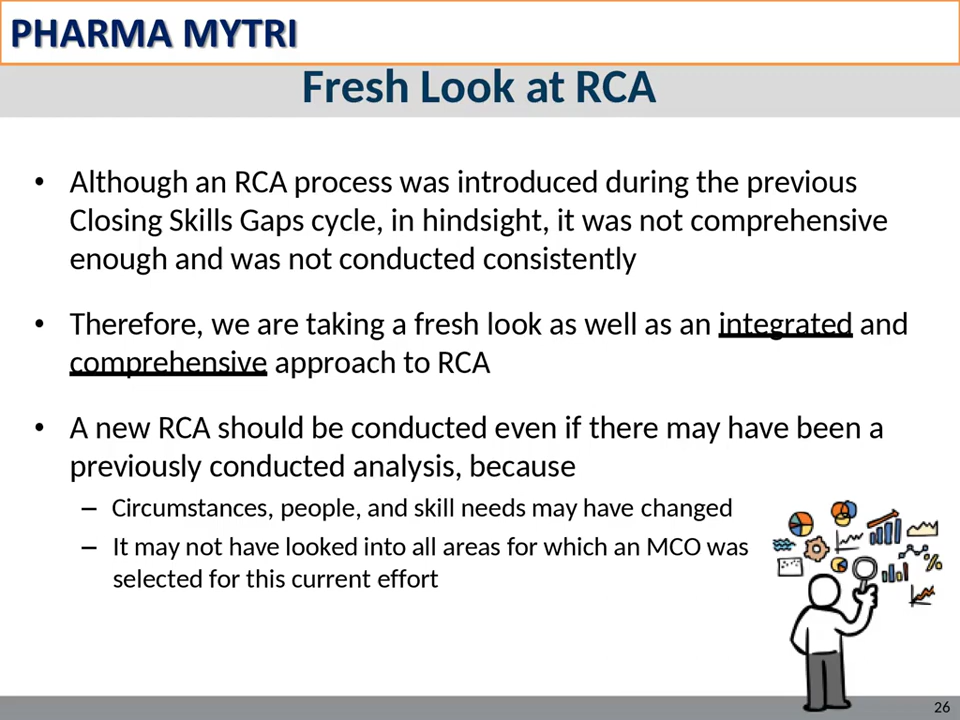 PHARMA MYTRI
Fresh Look at RCA
• Although an RCA process was introduced during the previous
Closing Skills Gaps cycle, in hindsight, it was not comprehensive
enough and was not conducted consistently
• Therefore, we are taking a fresh look as well as an integrated and
comprehensive approach to RCA
• A new RCA should be conducted even if there may have been a
previously conducted analysis, because
– Circumstances, people, and skill needs may have changed
– It may not have looked into all areas for which an MCO was
selected for this current effort
%
26